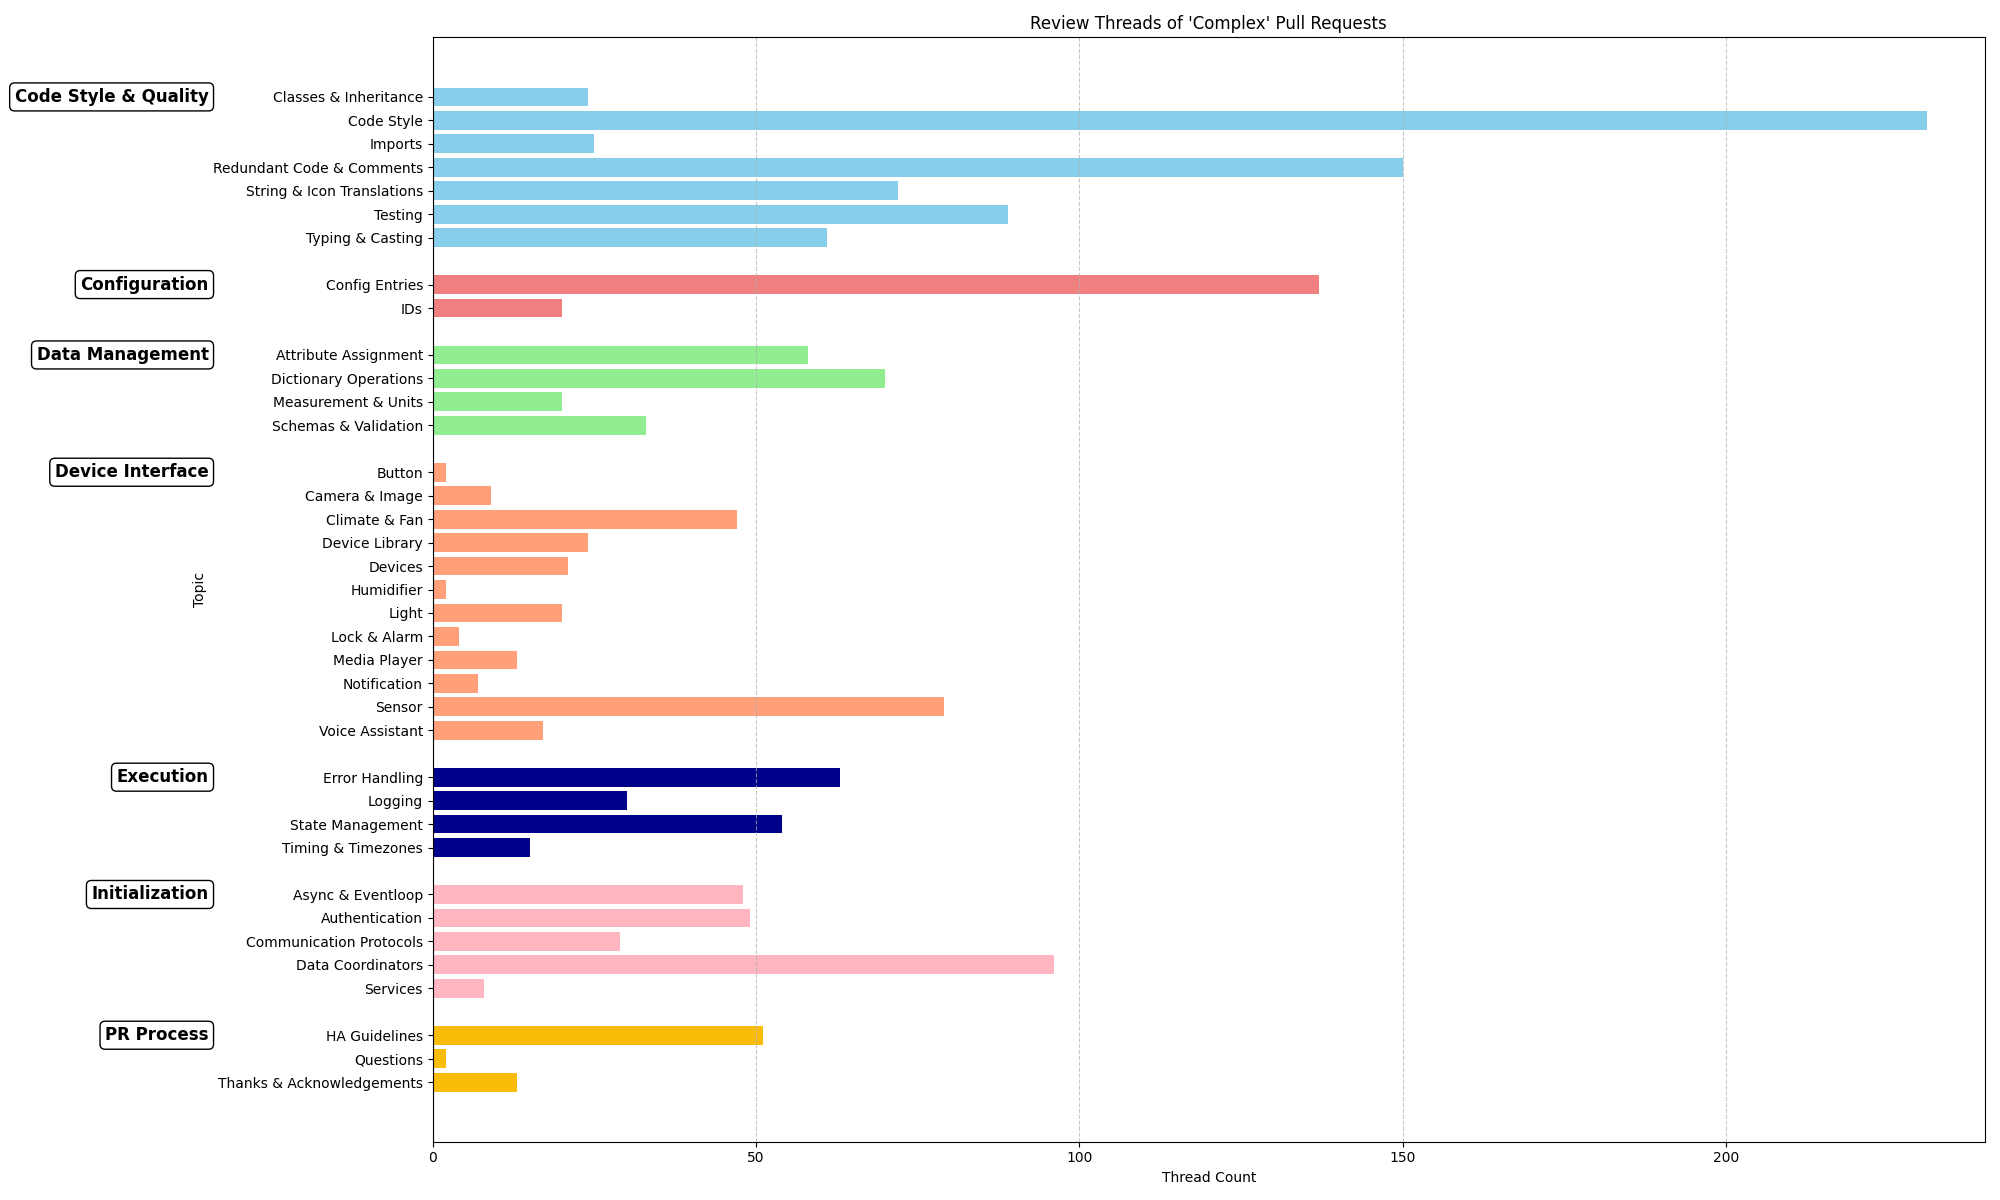 Review Threads of 'Complex' Pull Requests
Code Style & Quality
Classes & Inheritance
Code Style
Imports
Redundant Code & Comments
String & Icon Translations
Testing
Typing & Casting
Configuration
Config Entries
IDs
Data Management
Attribute Assignment
Dictionary Operations
Measurement & Units
Schemas & Validation
Device Interface
Button
Camera & Image
Climate & Fan
Device Library
Devices
Humidifier
Light
Lock & Alarm
Media Player
Notification
Sensor
Voice Assistant
Topic
Execution
Error Handling
Logging
State Management
Timing & Timezones
Initialization
Async & Eventloop
Authentication
Communication Protocols
Data Coordinators
Services
PR Process
HA Guidelines
Questions
Thanks & Acknowledgements
0 50 100 150 200
Thread Count